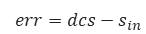 err = dcs − s_in